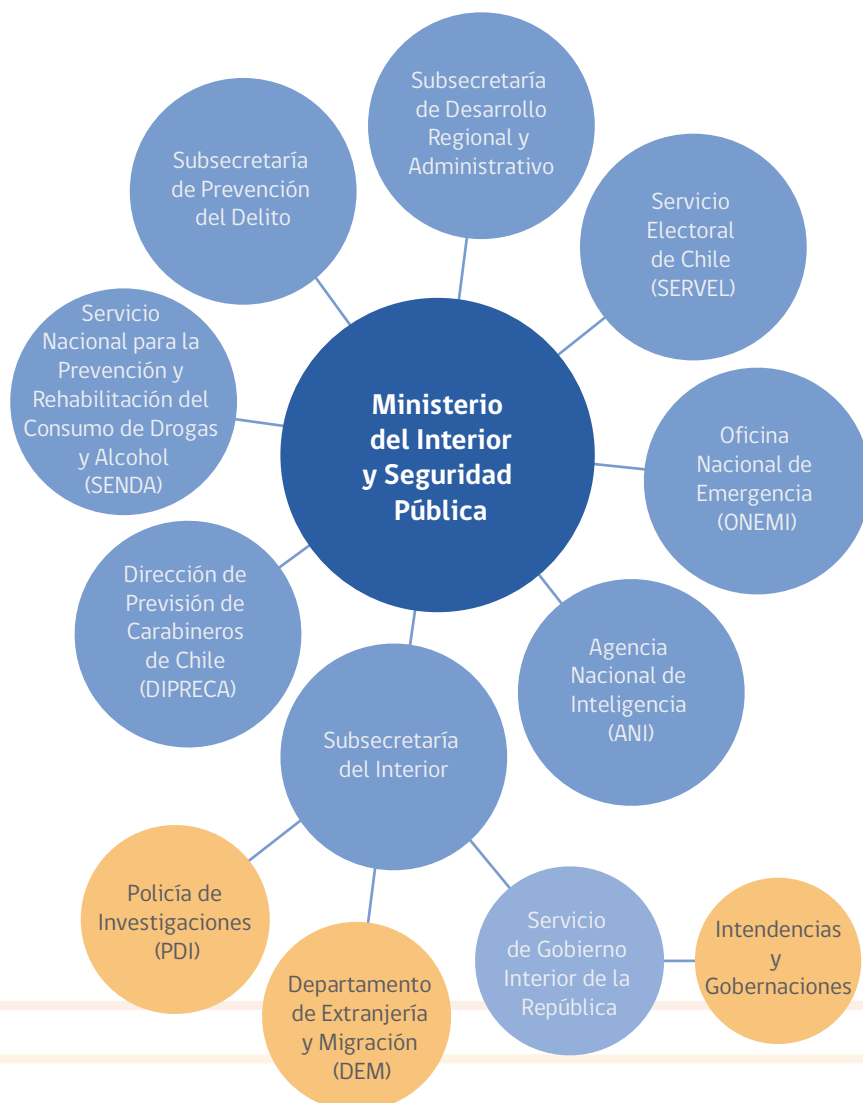 Subsecretaría
de Desarrollo
Regional y
Administrativo
Subsecretaría
de Prevención
del Delito
Servicio
Electoral
de Chile
(SERVEL)
Servicio
Nacional para la
Prevención y
Rehabilitación del
Consumo de Drogas
y Alcohol
(SENDA)
Ministerio
del Interior
y Seguridad
Pública
Oficina
Nacional de
Emergencia
(ONEMI)
Dirección de
Previsión de
Carabineros
de Chile
(DIPRECA)
Agencia
Nacional de
Inteligencia
(ANI)
Subsecretaría
del Interior
Policía de
Investigaciones
(PDI)
Departamento
de Extranjería
y Migración
(DEM)
Servicio
de Gobierno
Interior de la
República
Intendencias
y
Gobernaciones